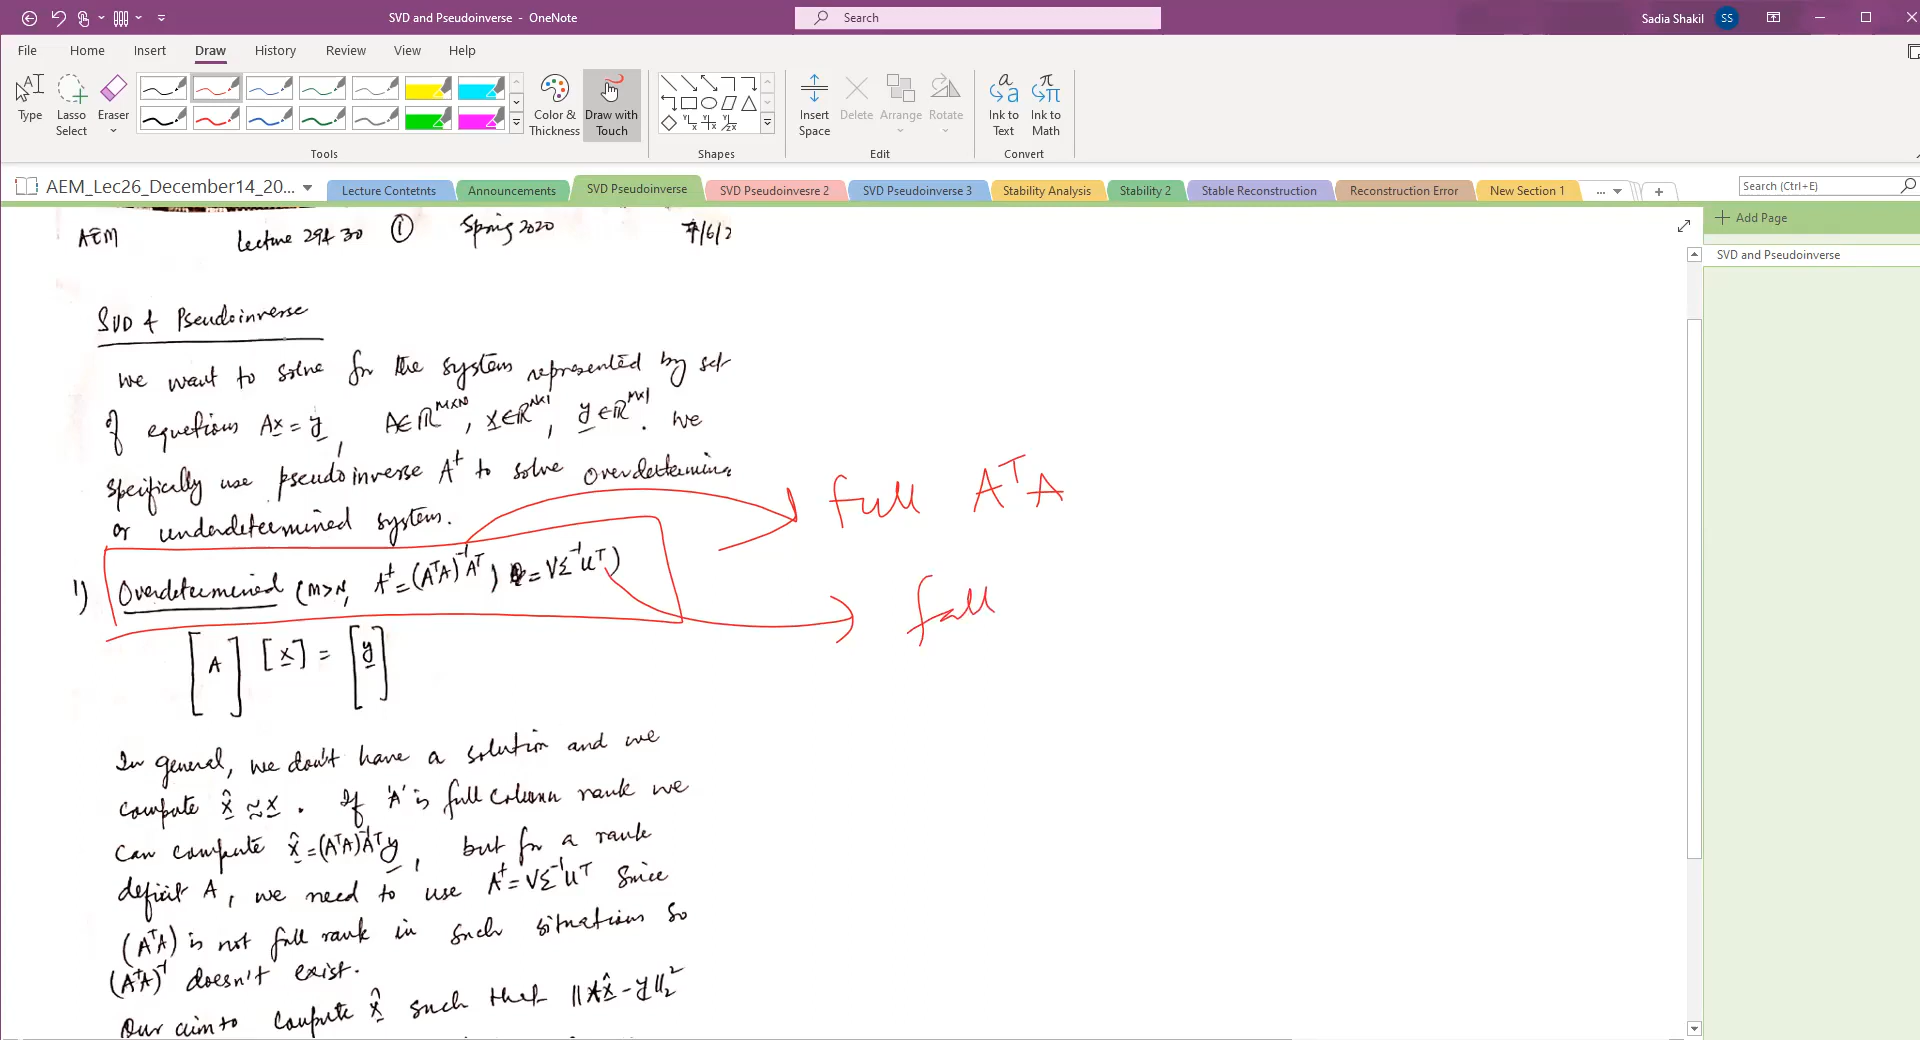 SVD and Pseudoinverse - OneNote
Search
Sadia Shakil SS
File Home Insert Draw History Review View Help
Type
Lasso Select
Eraser
Color & Thickness
Draw with Touch
Insert Space
Delete
Arrange
Rotate
Ink to Text
Ink to Math
Tools Shapes Edit Convert
AEM_Lec26_December14_20...
Lecture Contetnts Announcements SVD Pseudoinverse SVD Pseudoinvesre 2 SVD Pseudoinverse 3 Stability Analysis Stability 2 Stable Reconstruction Reconstruction Error New Section 1 ...
Search (Ctrl+E)
Add Page
SVD and Pseudoinverse
AEM Lecture 29& 30 ① Spring 2020 7/6/2
SVD & Pseudoinverse
We want to solve for the system represented by set
of equations Ax = y, A∈ℝ^{M×N}, x∈ℝ^{N×1}, y∈ℝ^{M×1}. We
specifically use pseudoinverse A⁺ to solve overdetermine
or underdetermined system.
full AᵀA
1) Overdetermined (M>N, A⁺=(AᵀA)⁻¹Aᵀ) = VΣ⁻¹Uᵀ)
full
[A] [x] = [y]
In general, we don't have a solution and we
compute x̂ ≈ x. If 'A' is full column rank we
can compute x̂ = (AᵀA)⁻¹Aᵀy, but for a rank
deficit A, we need to use A⁺ = VΣ⁻¹Uᵀ Since
(AᵀA) is not full rank in such situations so
(AᵀA)⁻¹ doesn't exist.
Our aim to compute x̂ such that ||Ax̂ - y||₂²